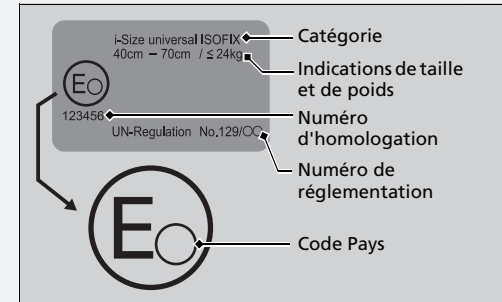 i-Size universal ISOFIX
40cm – 70cm / ≤ 24kg
E
123456
UN-Regulation No.129/○○
E
Catégorie
Indications de taille
et de poids
Numéro
d'homologation
Numéro de
réglementation
Code Pays